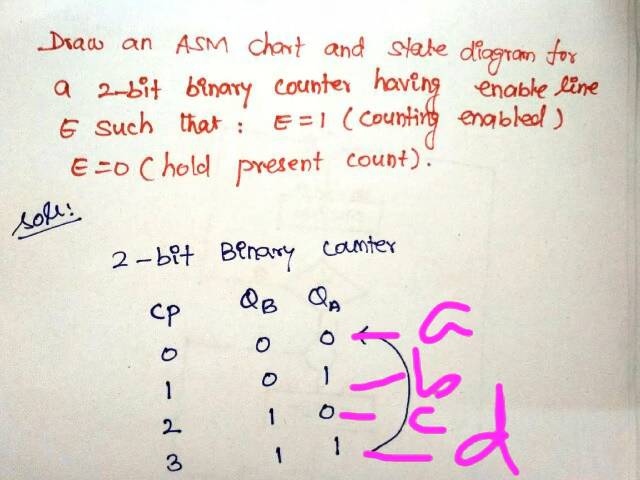 Draw an ASM chart and state diagram for
a 2-bit binary counter having enable line
E such that : E=1 (counting enabled)
E=0 (hold present count).
Soln:
2-bit Binary counter
CP QB QA
0 0 0 a
1 0 1 b
2 1 0 c
3 1 1 d